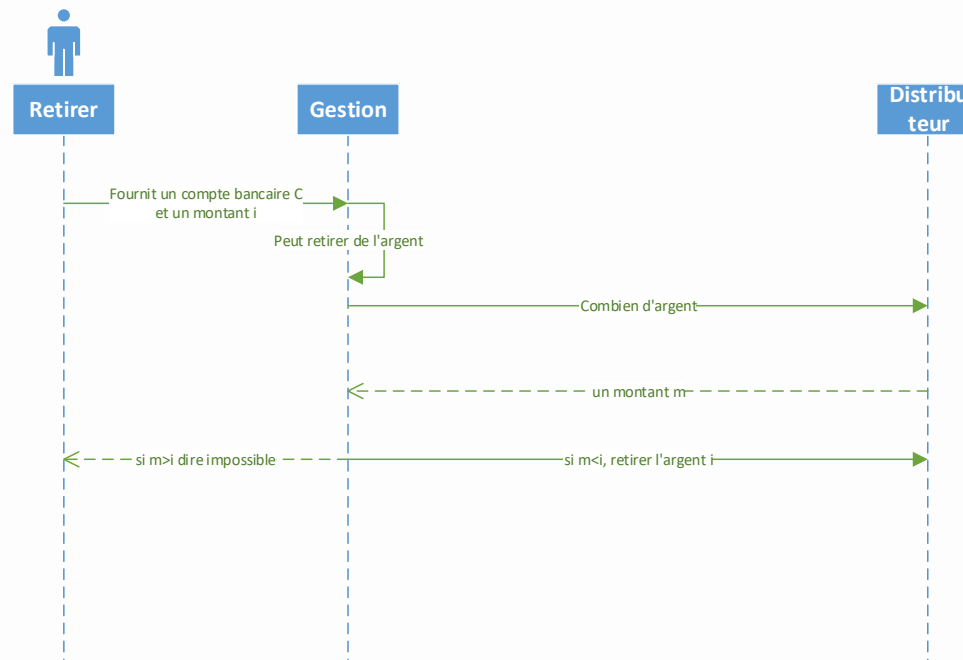 Retirer
Gestion
Distribu
teur
Fournit un compte bancaire C
et un montant i
Peut retirer de l'argent
Combien d'argent
un montant m
si m>i dire impossible
si m<i, retirer l'argent i